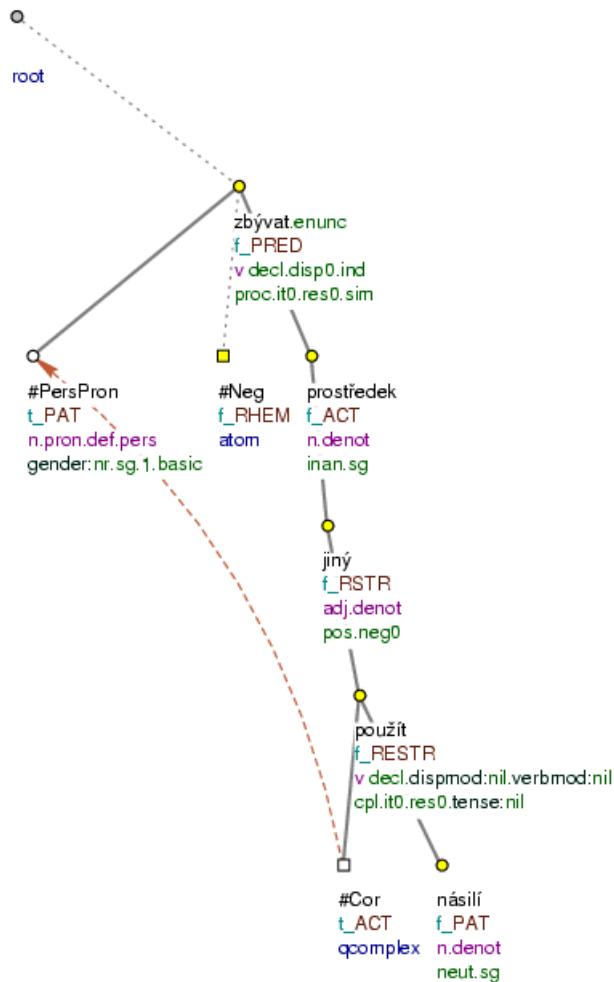 root
zbývat.enunc
f_PRED
v decl.disp0.ind
proc.it0.res0.sim
#PersPron
t_PAT
n.pron.def.pers
gender:nr.sg.1.basic
#Neg
f_RHEM
atom
prostředek
f_ACT
n.denot
inan.sg
jiný
f_RSTR
adj.denot
pos.neg0
použít
f_RESTR
v decl.dispmod:nil.verbmod:nil
cpl.it0.res0.tense:nil
#Cor
t_ACT
qcomplex
násilí
f_PAT
n.denot
neut.sg